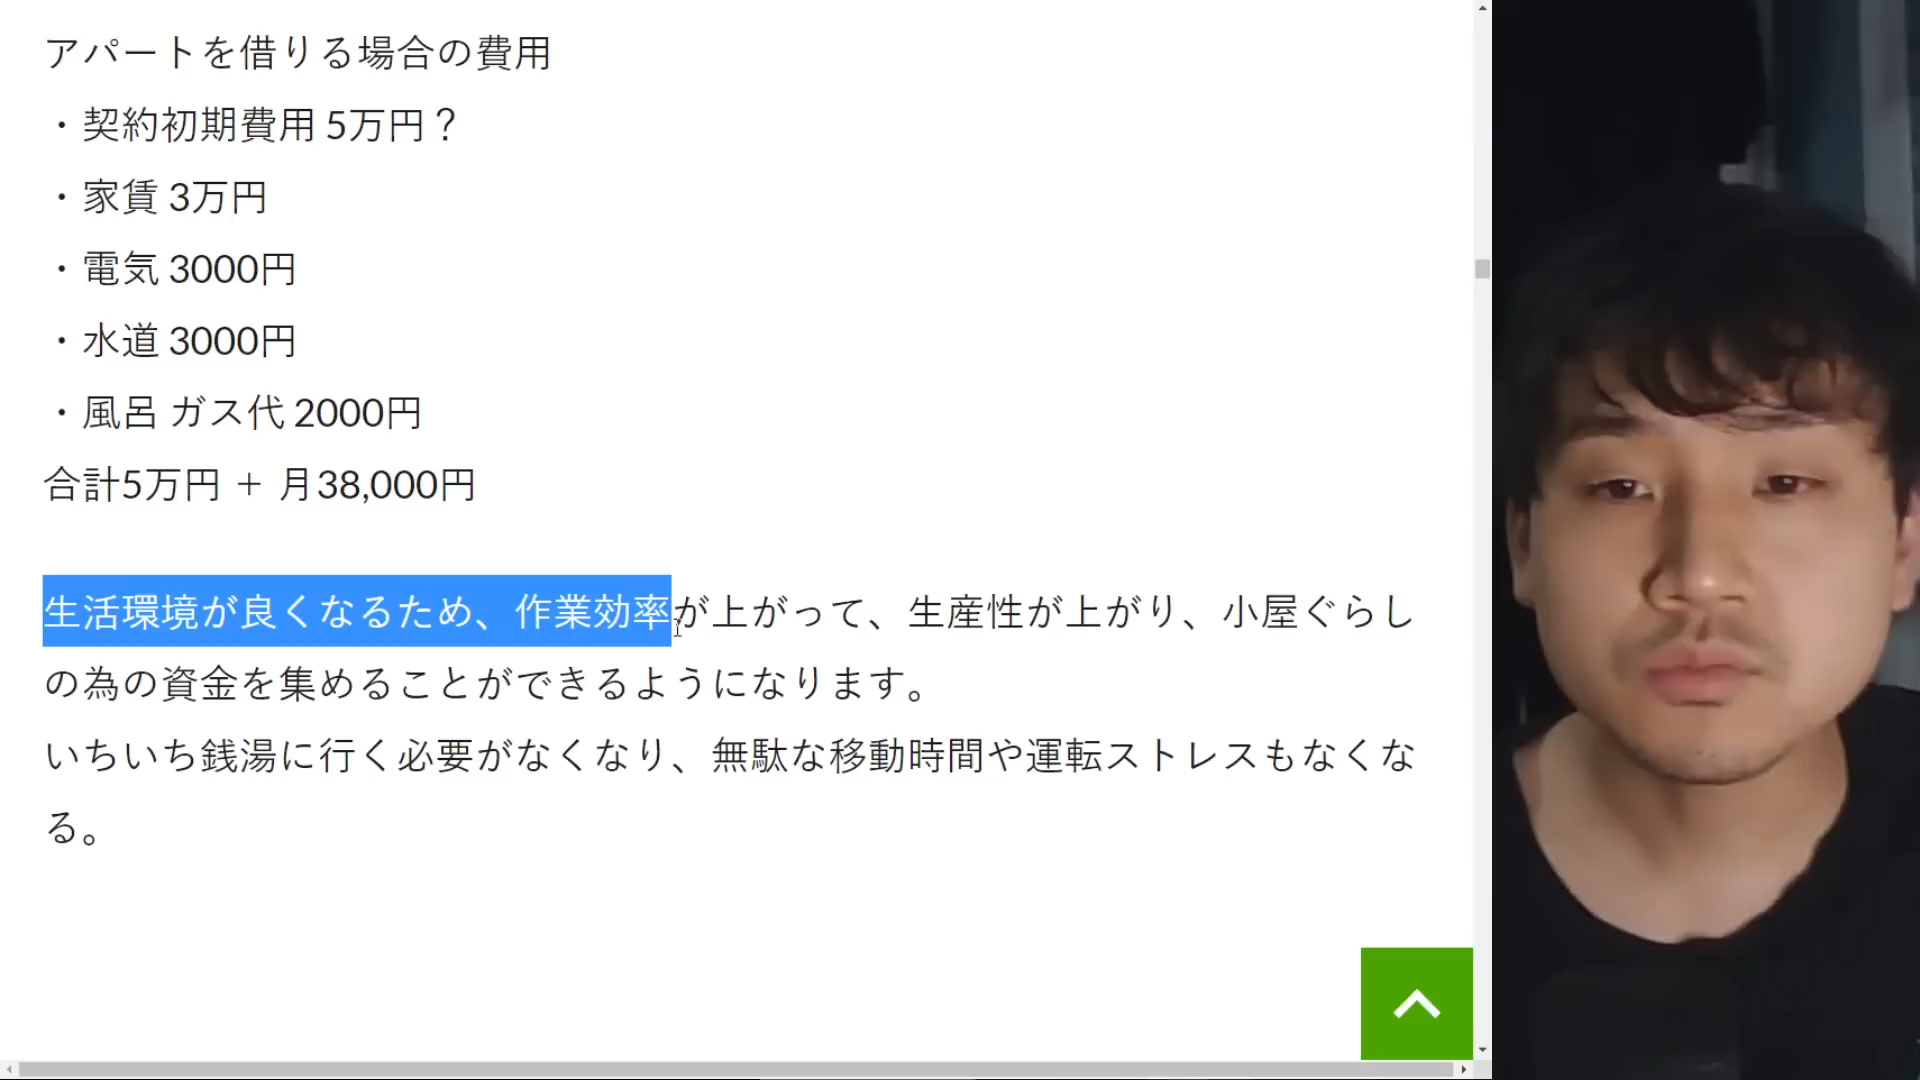 アパートを借りる場合の費用
・契約初期費用 5万円？
・家賃 3万円
・電気 3000円
・水道 3000円
・風呂 ガス代 2000円
合計5万円 ＋ 月38,000円
生活環境が良くなるため、作業効率が上がって、生産性が上がり、小屋ぐらし
の為の資金を集めることができるようになります。
いちいち銭湯に行く必要がなくなり、無駄な移動時間や運転ストレスもなくな
る。